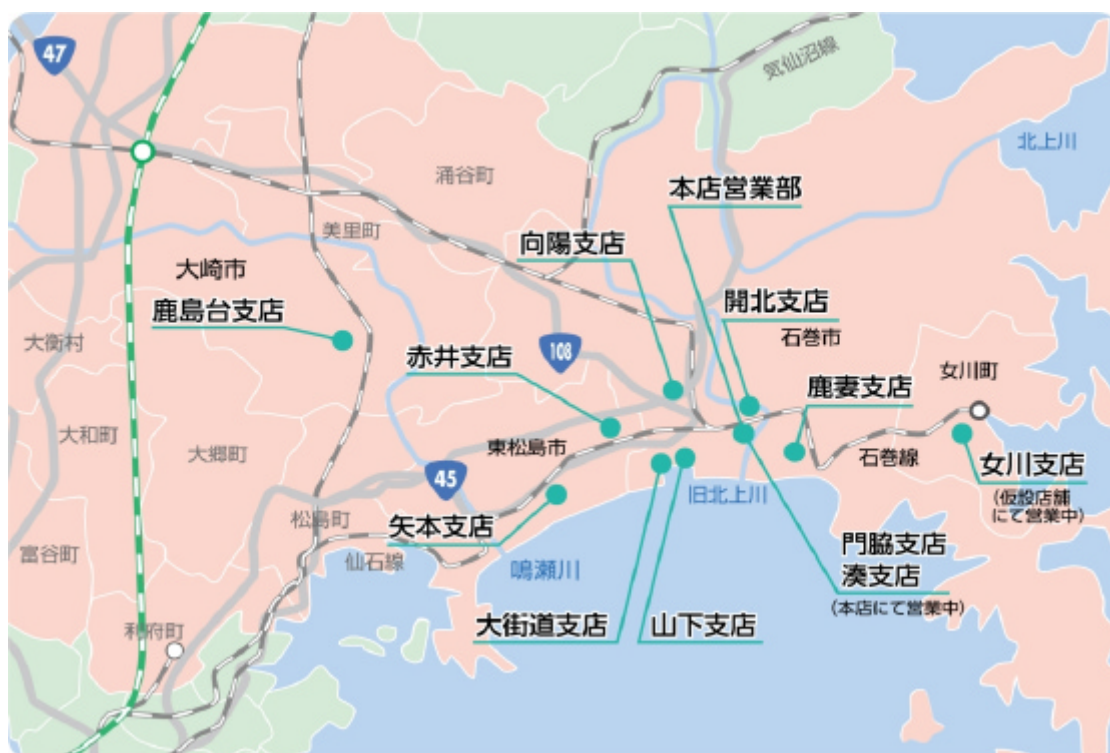 47
気仙沼線
北上川
涌谷町
本店営業部
美里町
向陽支店
大崎市
鹿島台支店
開北支店
石巻市
大衡村
赤井支店
108
女川町
鹿妻支店
大和町
大郷町
東松島市
石巻線
45
女川支店
(仮設店舗
にて営業中)
旧北上川
松島町
矢本支店
富谷町
仙石線
鳴瀬川
門脇支店
湊支店
(本店にて営業中)
大街道支店
山下支店
利府町